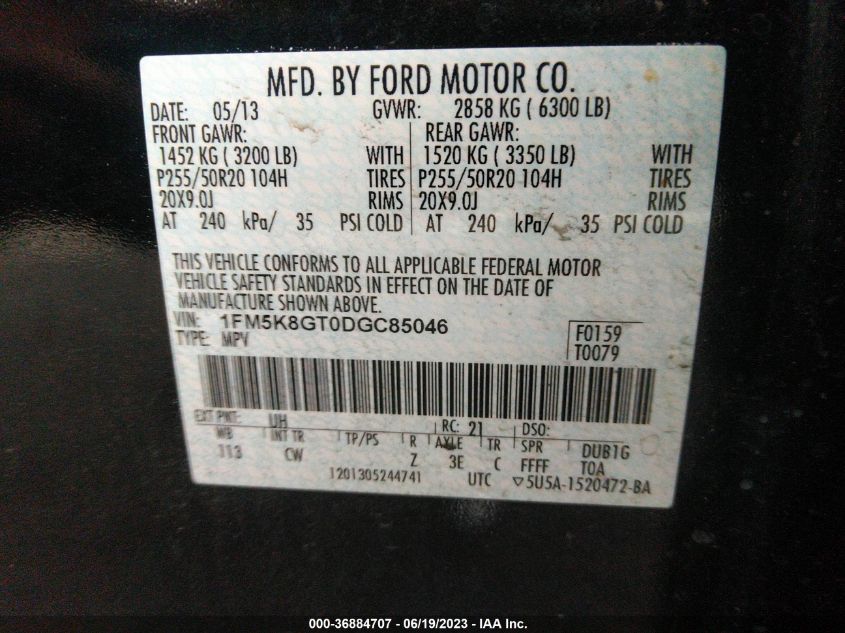 MFD. BY FORD MOTOR CO.
DATE: 05/13 GVWR: 2858 KG ( 6300 LB)
FRONT GAWR: REAR GAWR:
1452 KG ( 3200 LB) WITH 1520 KG ( 3350 LB) WITH
P255/50R20 104H TIRES P255/50R20 104H TIRES
20X9.0J RIMS 20X9.0J RIMS
AT 240 kPa/ 35 PSI COLD AT 240 kPa/ 35 PSI COLD
THIS VEHICLE CONFORMS TO ALL APPLICABLE FEDERAL MOTOR
VEHICLE SAFETY STANDARDS IN EFFECT ON THE DATE OF
MANUFACTURE SHOWN ABOVE.
VIN: 1FM5K8GT0DGC85046 F0159
TYPE: MPV T0079
EXT PNT: UH RC: 21 DSO:
WB INT TR TP/PS R AXLE TR SPR DUB1G
113 CW Z 3E C FFFF TOA
1201305244741 UTC ▽5U5A-1520472-BA
000-36884707 - 06/19/2023 - IAA Inc.